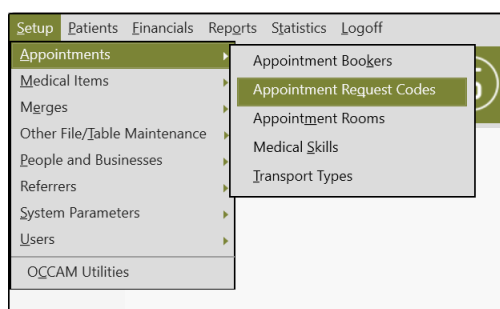 Setup Patients Financials Reports Statistics Logoff
Appointments
Medical Items
Merges
Other File/Table Maintenance
People and Businesses
Referrers
System Parameters
Users
OCCAM Utilities
Appointment Bookers
Appointment Request Codes
Appointment Rooms
Medical Skills
Transport Types